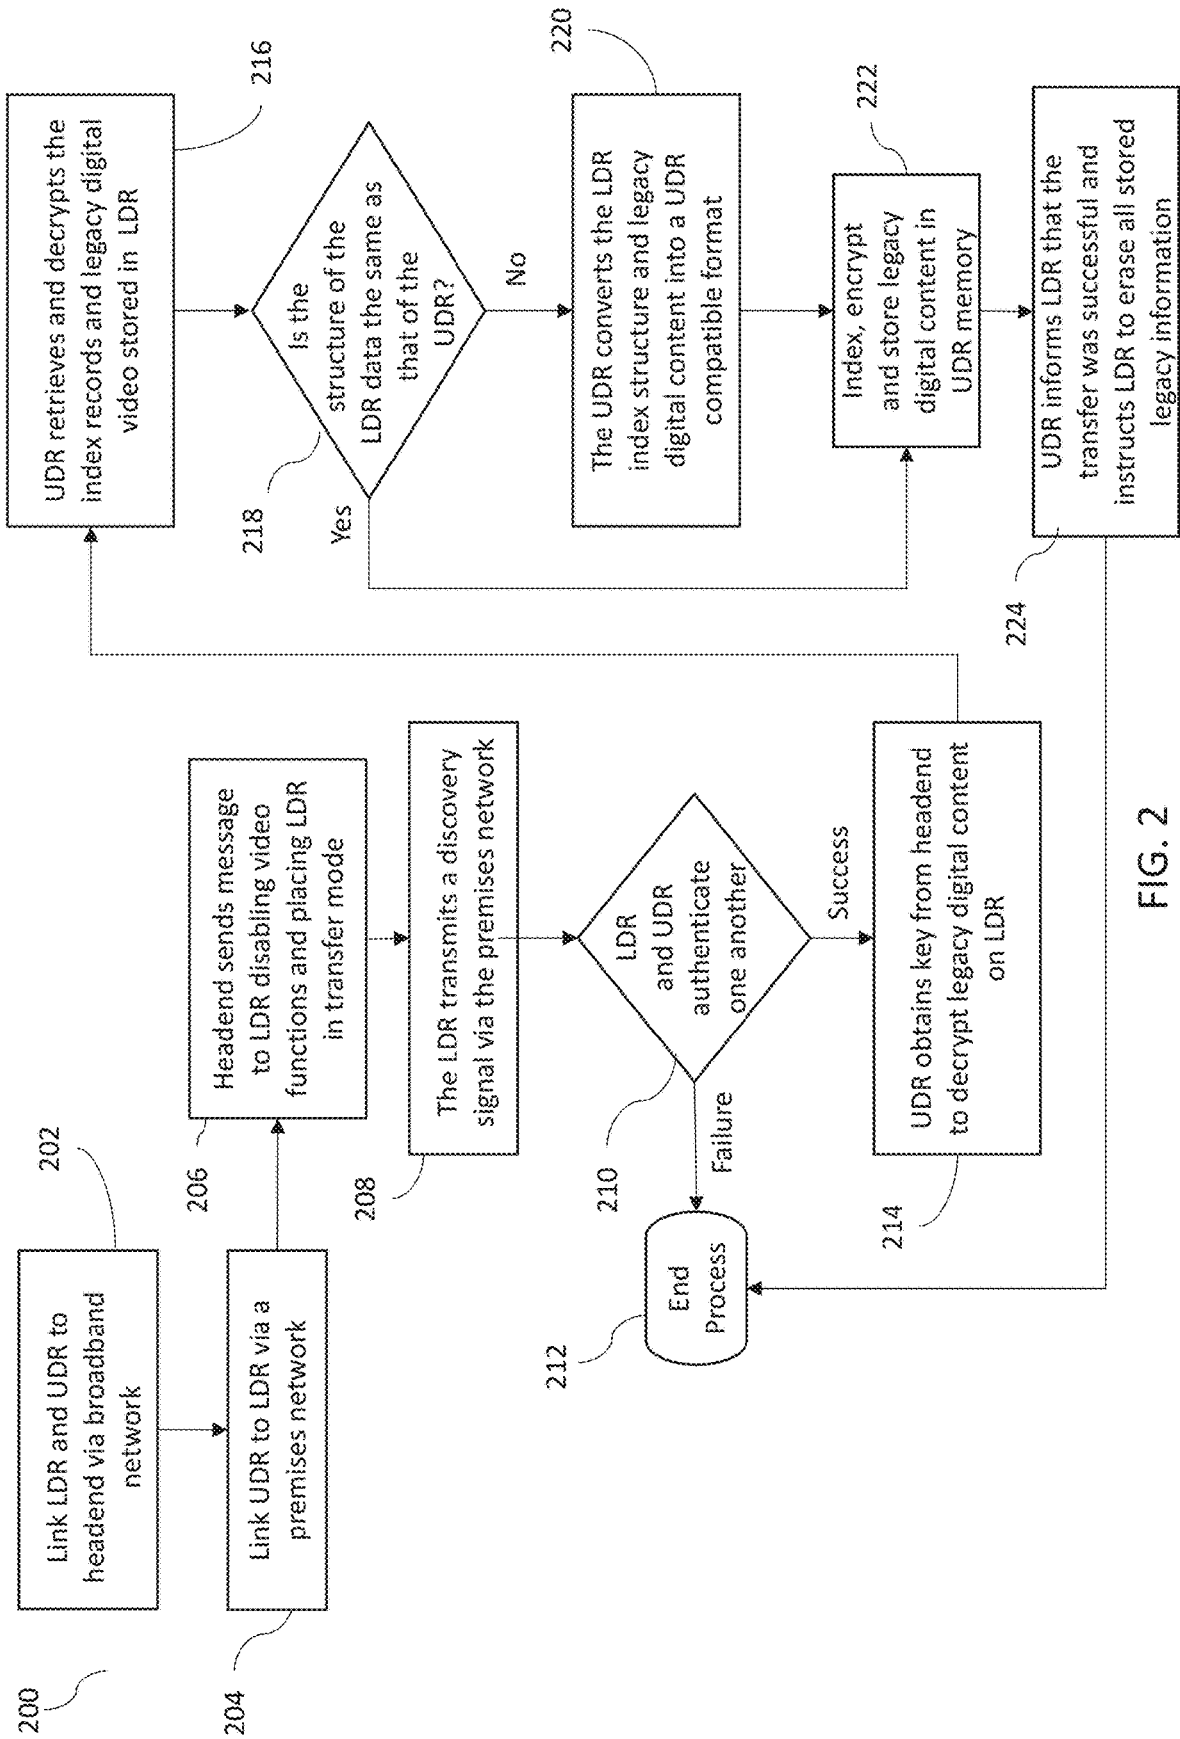 200
202
Link LDR and UDR to
headend via broadband
network
204
Link UDR to LDR via a
premises network
206
Headend sends message
to LDR disabling video
functions and placing LDR
in transfer mode
208
The LDR transmits a discovery
signal via the premises network
210
LDR
and UDR
authenticate
one another
Failure
212
End
Process
Success
214
UDR obtains key from headend
to decrypt legacy digital content
on LDR
216
UDR retrieves and decrypts the
index records and legacy digital
video stored in LDR
218
Is the
structure of the
LDR data the same as
that of the
UDR?
Yes
No
220
The UDR converts the LDR
index structure and legacy
digital content into a UDR
compatible format
222
Index, encrypt
and store legacy
digital content in
UDR memory
224
UDR informs LDR that the
transfer was successful and
instructs LDR to erase all stored
legacy information
FIG. 2